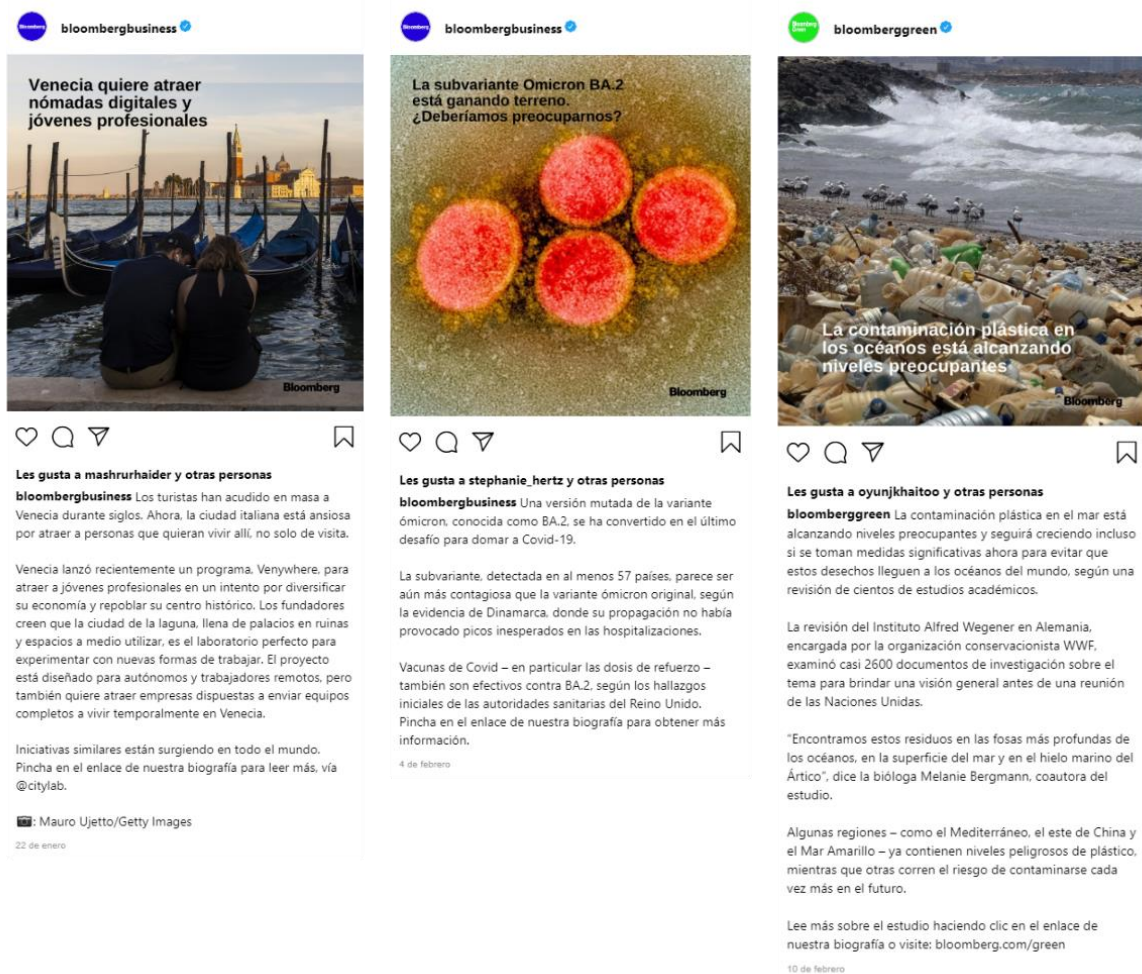 Bloomberg
bloombergbusiness
Venecia quiere atraer
nómadas digitales y
jóvenes profesionales
Bloomberg
Les gusta a mashrurhaider y otras personas
bloombergbusiness Los turistas han acudido en masa a
Venecia durante siglos. Ahora, la ciudad italiana está ansiosa
por atraer a personas que quieran vivir allí, no solo de visita.
Venecia lanzó recientemente un programa, Venywhere, para
atraer a jóvenes profesionales en un intento por diversificar
su economía y repoblar su centro histórico. Los fundadores
creen que la ciudad de la laguna, llena de palacios en ruinas
y espacios a medio utilizar, es el laboratorio perfecto para
experimentar con nuevas formas de trabajar. El proyecto
está diseñado para autónomos y trabajadores remotos, pero
también quiere atraer empresas dispuestas a enviar equipos
completos a vivir temporalmente en Venecia.
Iniciativas similares están surgiendo en todo el mundo.
Pincha en el enlace de nuestra biografía para leer más, vía
@citylab.
📷: Mauro Ujetto/Getty Images
22 de enero
Bloomberg
bloombergbusiness
La subvariante Omicron BA.2
está ganando terreno.
¿Deberíamos preocuparnos?
Bloomberg
Les gusta a stephanie_hertz y otras personas
bloombergbusiness Una versión mutada de la variante
ómicron, conocida como BA.2, se ha convertido en el último
desafío para domar a Covid-19.
La subvariante, detectada en al menos 57 países, parece ser
aún más contagiosa que la variante ómicron original, según
la evidencia de Dinamarca, donde su propagación no había
provocado picos inesperados en las hospitalizaciones.
Vacunas de Covid – en particular las dosis de refuerzo –
también son efectivos contra BA.2, según los hallazgos
iniciales de las autoridades sanitarias del Reino Unido.
Pincha en el enlace de nuestra biografía para obtener más
información.
4 de febrero
Bloomberg
Green
bloomberggreen
La contaminación plástica en
los océanos está alcanzando
niveles preocupantes
Bloomberg
Les gusta a oyunjkhaitoo y otras personas
bloomberggreen La contaminación plástica en el mar está
alcanzando niveles preocupantes y seguirá creciendo incluso
si se toman medidas significativas ahora para evitar que
estos desechos lleguen a los océanos del mundo, según una
revisión de cientos de estudios académicos.
La revisión del Instituto Alfred Wegener en Alemania,
encargada por la organización conservacionista WWF,
examinó casi 2600 documentos de investigación sobre el
tema para brindar una visión general antes de una reunión
de las Naciones Unidas.
"Encontramos estos residuos en las fosas más profundas de
los océanos, en la superficie del mar y en el hielo marino del
Ártico", dice la bióloga Melanie Bergmann, coautora del
estudio.
Algunas regiones – como el Mediterráneo, el este de China y
el Mar Amarillo – ya contienen niveles peligrosos de plástico,
mientras que otras corren el riesgo de contaminarse cada
vez más en el futuro.
Lee más sobre el estudio haciendo clic en el enlace de
nuestra biografía o visite: bloomberg.com/green
10 de febrero